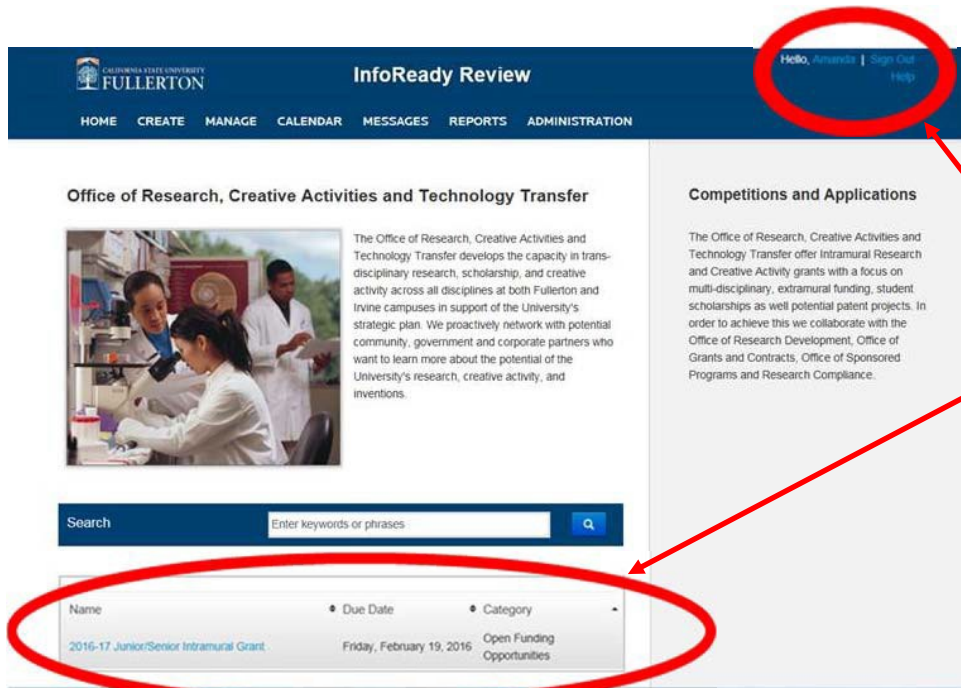 CALIFORNIA STATE UNIVERSITY
FULLERTON
InfoReady Review
Hello, Amanda | Sign Out
Help
HOME CREATE MANAGE CALENDAR MESSAGES REPORTS ADMINISTRATION
Office of Research, Creative Activities and Technology Transfer
The Office of Research, Creative Activities and
Technology Transfer develops the capacity in trans-
disciplinary research, scholarship, and creative
activity across all disciplines at both Fullerton and
Irvine campuses in support of the University's
strategic plan. We proactively network with potential
community, government and corporate partners who
want to learn more about the potential of the
University's research, creative activity, and
inventions.
Competitions and Applications
The Office of Research, Creative Activities and
Technology Transfer offer Intramural Research
and Creative Activity grants with a focus on
multi-disciplinary, extramural funding, student
scholarships as well potential patent projects. In
order to achieve this we collaborate with the
Office of Research Development, Office of
Grants and Contracts, Office of Sponsored
Programs and Research Compliance.
Search
Enter keywords or phrases
Name Due Date Category
2016-17 Junior/Senior Intramural Grant Friday, February 19, 2016 Open Funding
Opportunities